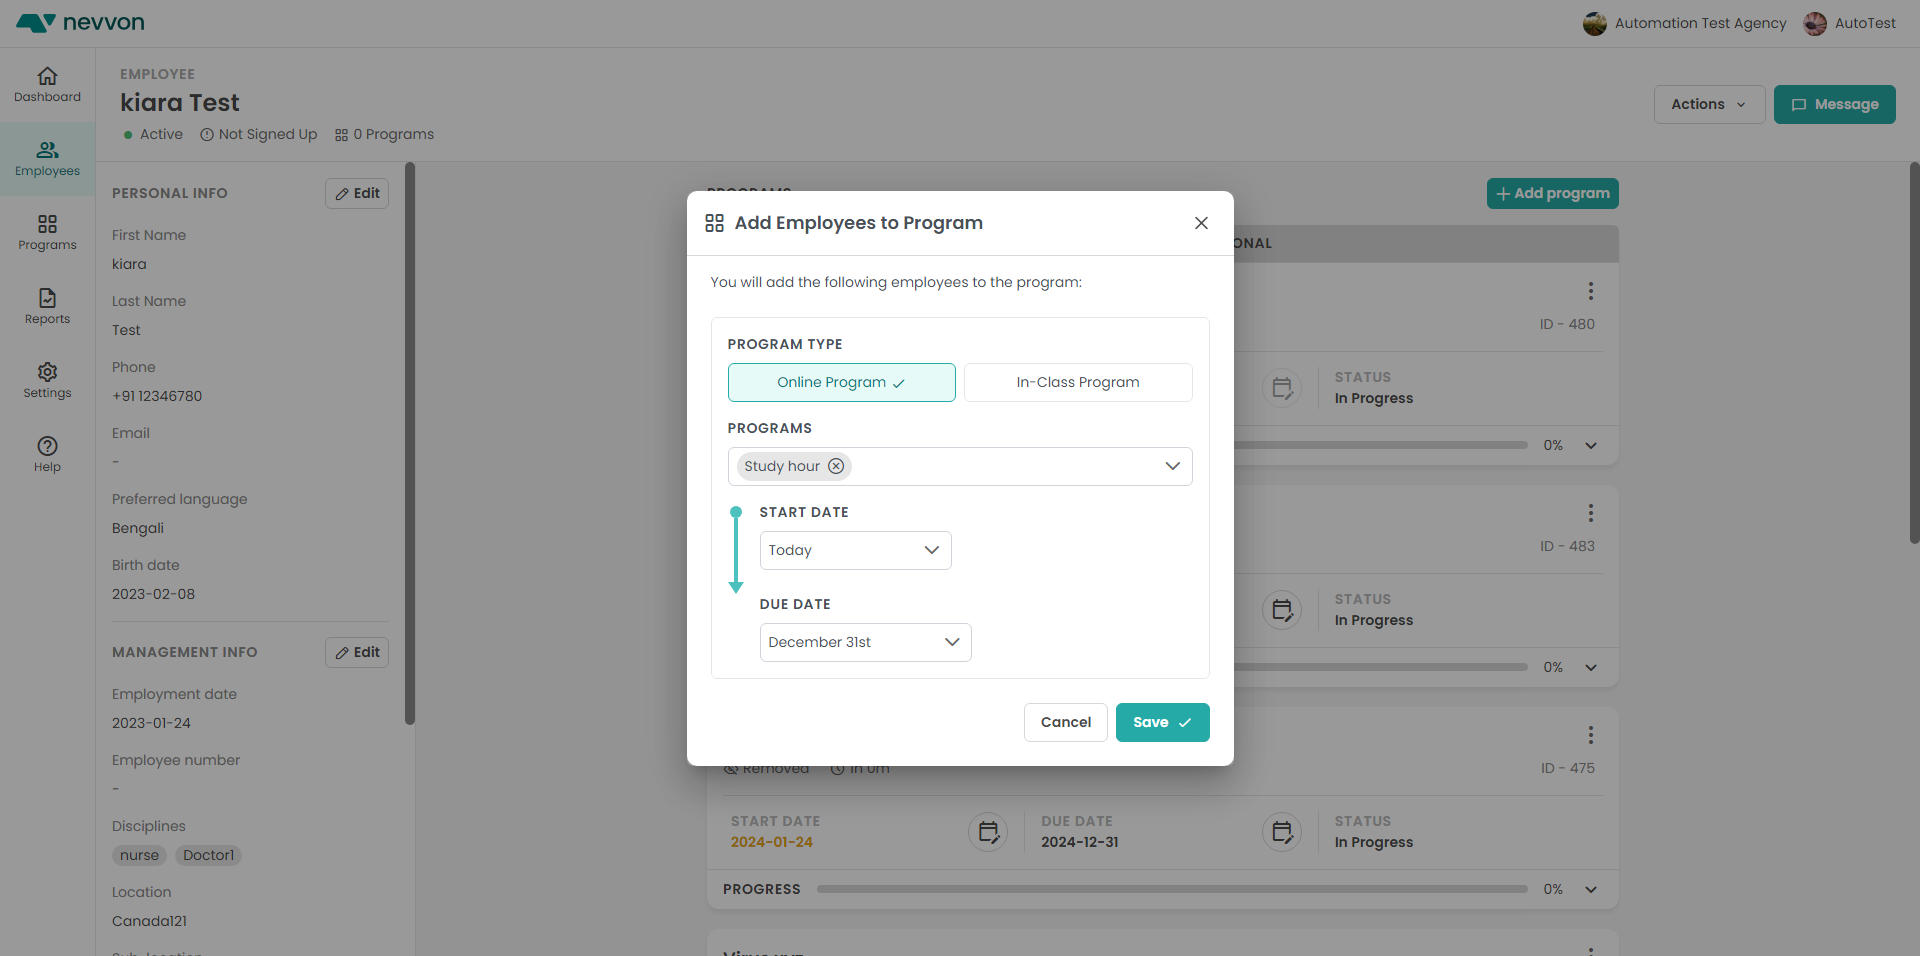 nevvon
Automation Test Agency
AutoTest
Dashboard
Employees
Programs
Reports
Settings
Help
EMPLOYEE
kiara Test
Active
Not Signed Up
0 Programs
Actions
Message
PERSONAL INFO
Edit
First Name
kiara
Last Name
Test
Phone
+91 12346780
Email
-
Preferred language
Bengali
Birth date
2023-02-08
MANAGEMENT INFO
Edit
Employment date
2023-01-24
Employee number
-
Disciplines
nurse Doctor1
Location
Canada121
Add program
Add Employees to Program
You will add the following employees to the program:
PROGRAM TYPE
Online Program
In-Class Program
PROGRAMS
Study hour
START DATE
Today
DUE DATE
December 31st
Cancel
Save
ONAL
ID - 480
STATUS
In Progress
0%
ID - 483
STATUS
In Progress
0%
Removed
In 0m
ID - 475
START DATE
2024-01-24
DUE DATE
2024-12-31
STATUS
In Progress
PROGRESS
0%